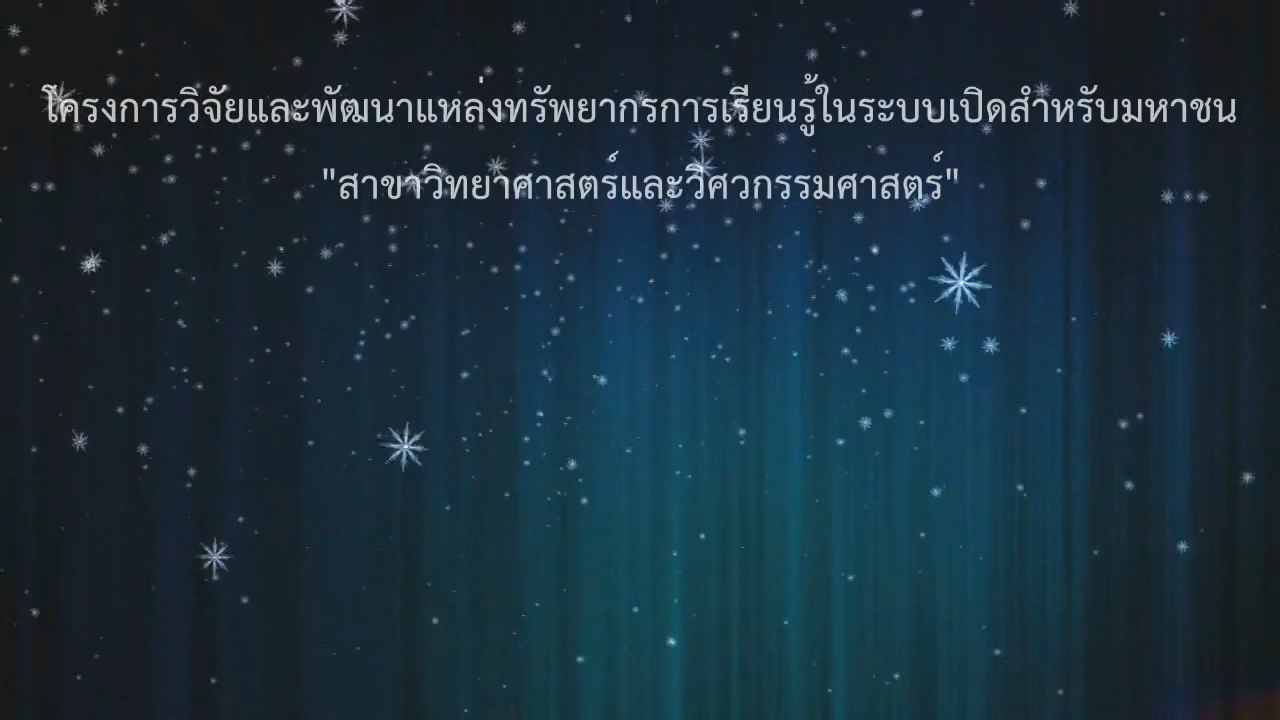 โครงการวิจัยและพัฒนาแหล่งทรัพยากรการเรียนรู้ในระบบเปิดสำหรับมหาชน
"สาขาวิทยาศาสตร์และวิศวกรรมศาสตร์"